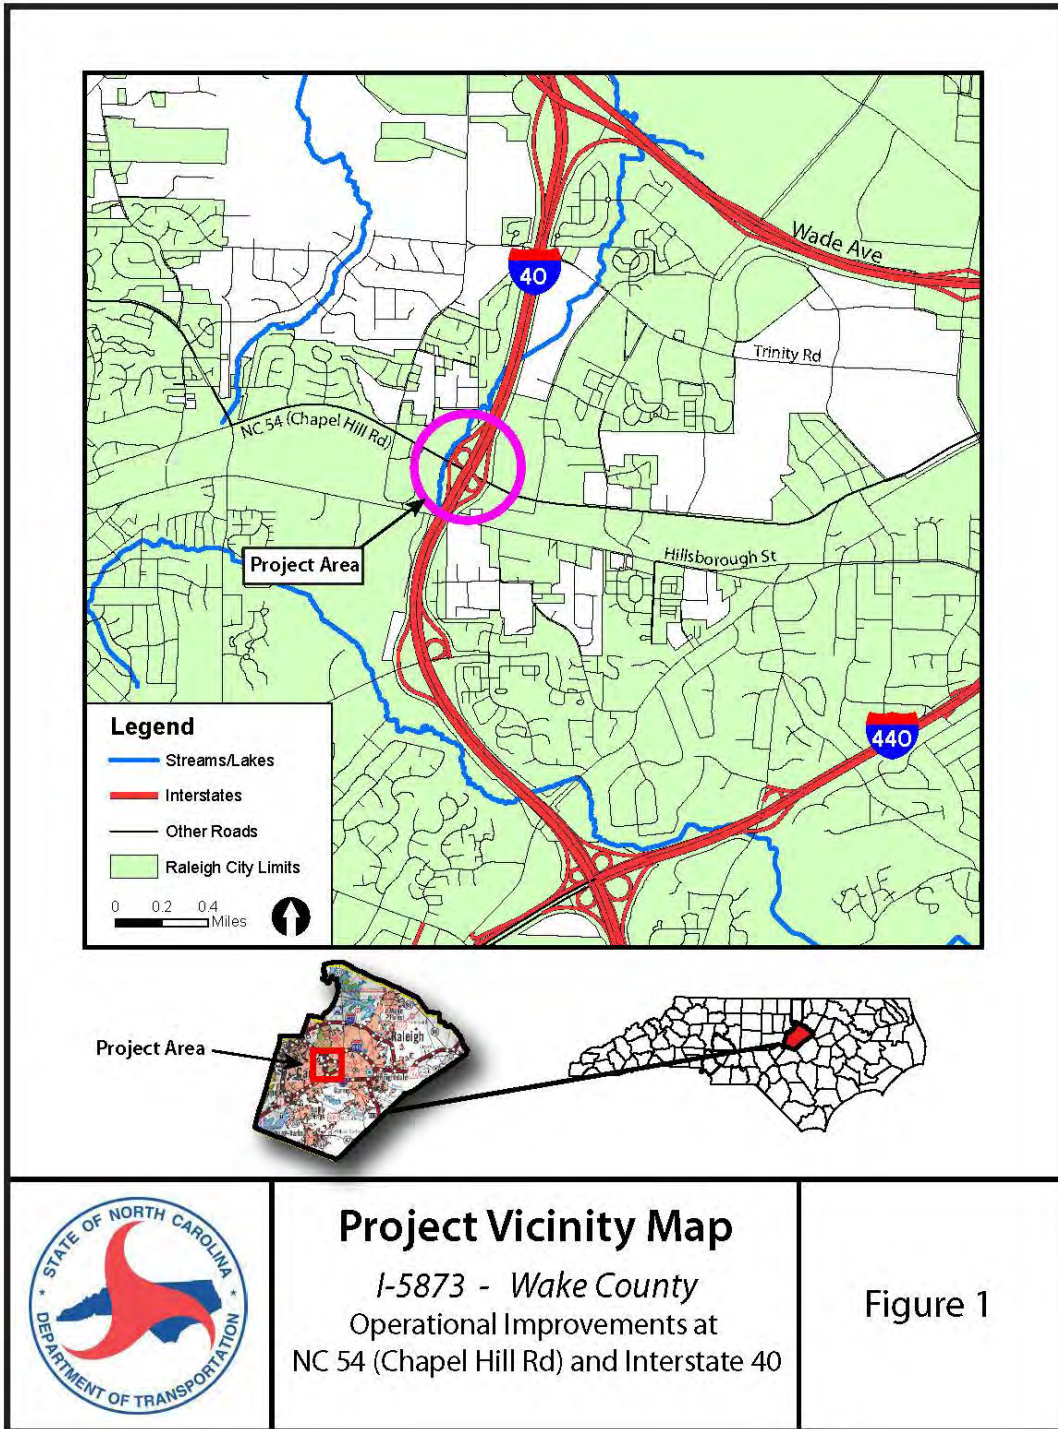 40
Wade Ave
Trinity Rd
NC 54 (Chapel Hill Rd)
Project Area
Hillsborough St
440
Legend
Streams/Lakes
Interstates
Other Roads
Raleigh City Limits
0 0.2 0.4
Miles
Project Area
Raleigh
STATE OF NORTH CAROLINA
DEPARTMENT OF TRANSPORTATION
Project Vicinity Map
I-5873 - Wake County
Operational Improvements at
NC 54 (Chapel Hill Rd) and Interstate 40
Figure 1